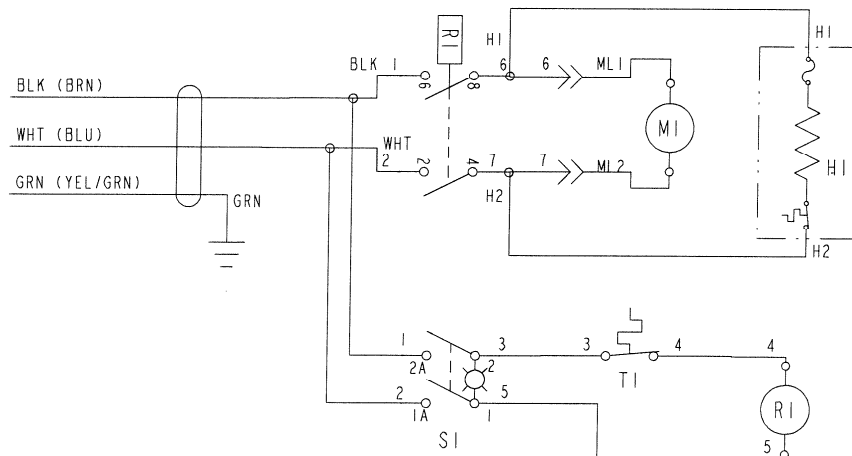 H1
R1
H1
BLK 1
6
6
ML1
6
8
BLK (BRN)
M1
WHT (BLU)
WHT
2
2
4
7
7
ML2
H1
GRN (YEL/GRN)
GRN
H2
H2
1
3
3
4
4
2A
2
T1
2
5
R1
1A
1
S1
5